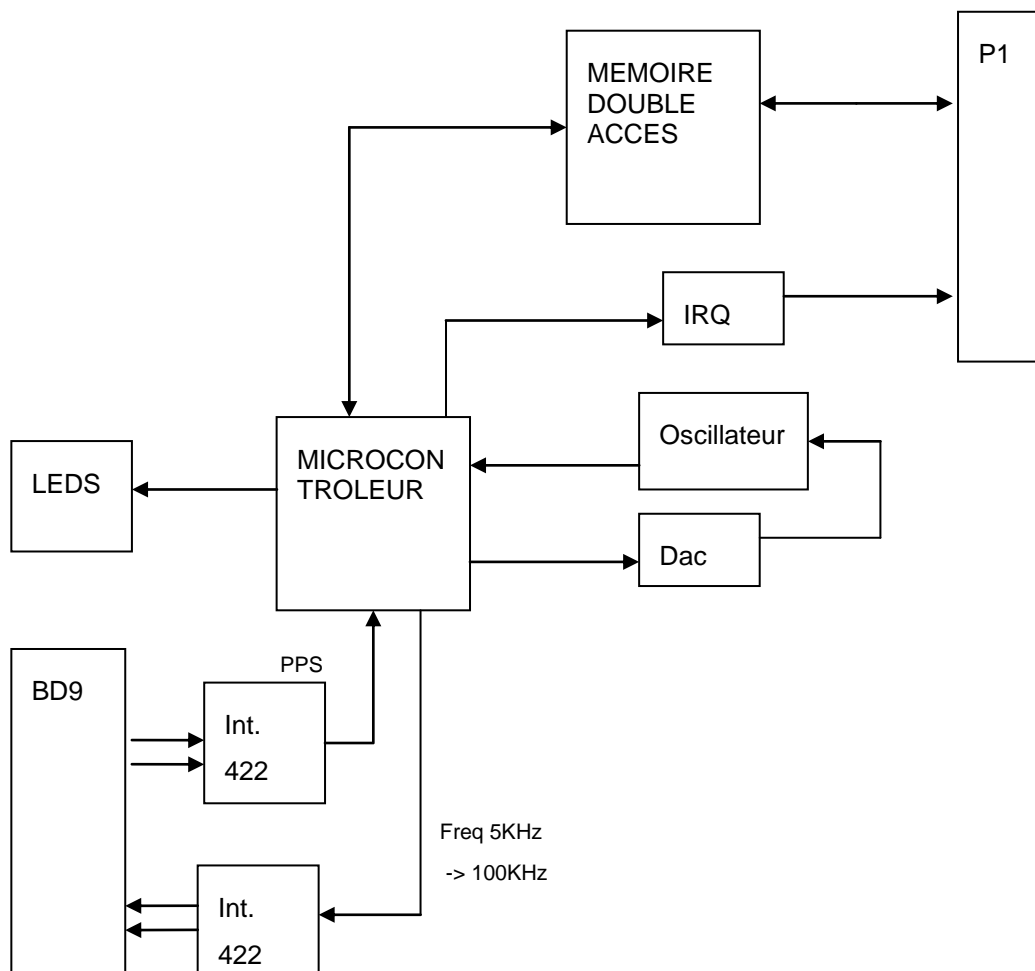 P1
MEMOIRE
DOUBLE
ACCES
IRQ
Oscillateur
MICROCON
TROLEUR
LEDS
Dac
PPS
BD9
Int.
422
Freq 5KHz
-> 100KHz
Int.
422